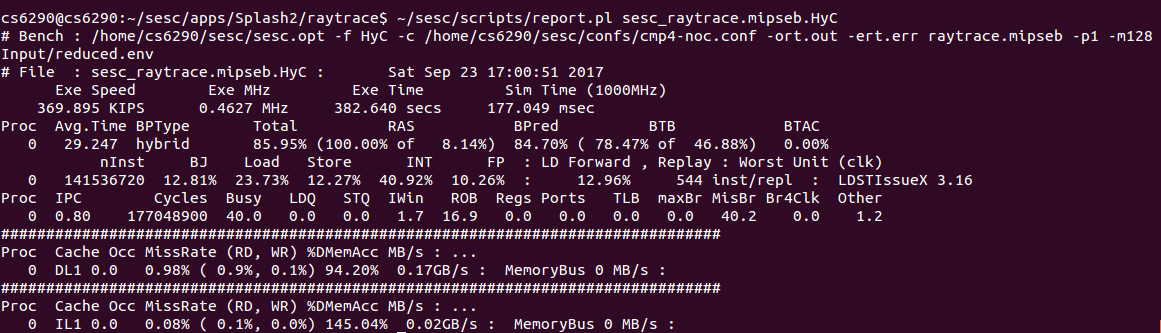 cs6290@cs6290:~/sesc/apps/Splash2/raytrace$ ~/sesc/scripts/report.pl sesc_raytrace.mipseb.HyC
# Bench : /home/cs6290/sesc/sesc.opt -f HyC -c /home/cs6290/sesc/confs/cmp4-noc.conf -ort.out -ert.err raytrace.mipseb -p1 -m128
Input/reduced.env
# File  : sesc_raytrace.mipseb.HyC :       Sat Sep 23 17:00:51 2017
Exe Speed Exe MHz Exe Time Sim Time (1000MHz)
369.895 KIPS 0.4627 MHz 382.640 secs 177.049 msec
Proc Avg.Time BPType Total RAS BPred BTB BTAC
0 29.247 hybrid 85.95% (100.00% of 8.14%) 84.70% ( 78.47% of 46.88%) 0.00%
nInst BJ Load Store INT FP : LD Forward , Replay : Worst Unit (clk)
0 141536720 12.81% 23.73% 12.27% 40.92% 10.26% : 12.96% 544 inst/repl : LDSTIssueX 3.16
Proc IPC Cycles Busy LDQ STQ IWin ROB Regs Ports TLB maxBr MisBr Br4Clk Other
0 0.80 177048900 40.0 0.0 0.0 1.7 16.9 0.0 0.0 0.0 0.0 40.2 0.0 1.2
################################################################################
Proc Cache Occ MissRate (RD, WR) %DMemAcc MB/s : ...
0 DL1 0.0 0.98% ( 0.9%, 0.1%) 94.20% 0.17GB/s : MemoryBus 0 MB/s :
################################################################################
Proc Cache Occ MissRate (RD, WR) %DMemAcc MB/s : ...
0 IL1 0.0 0.08% ( 0.1%, 0.0%) 145.04% _0.02GB/s : MemoryBus 0 MB/s :